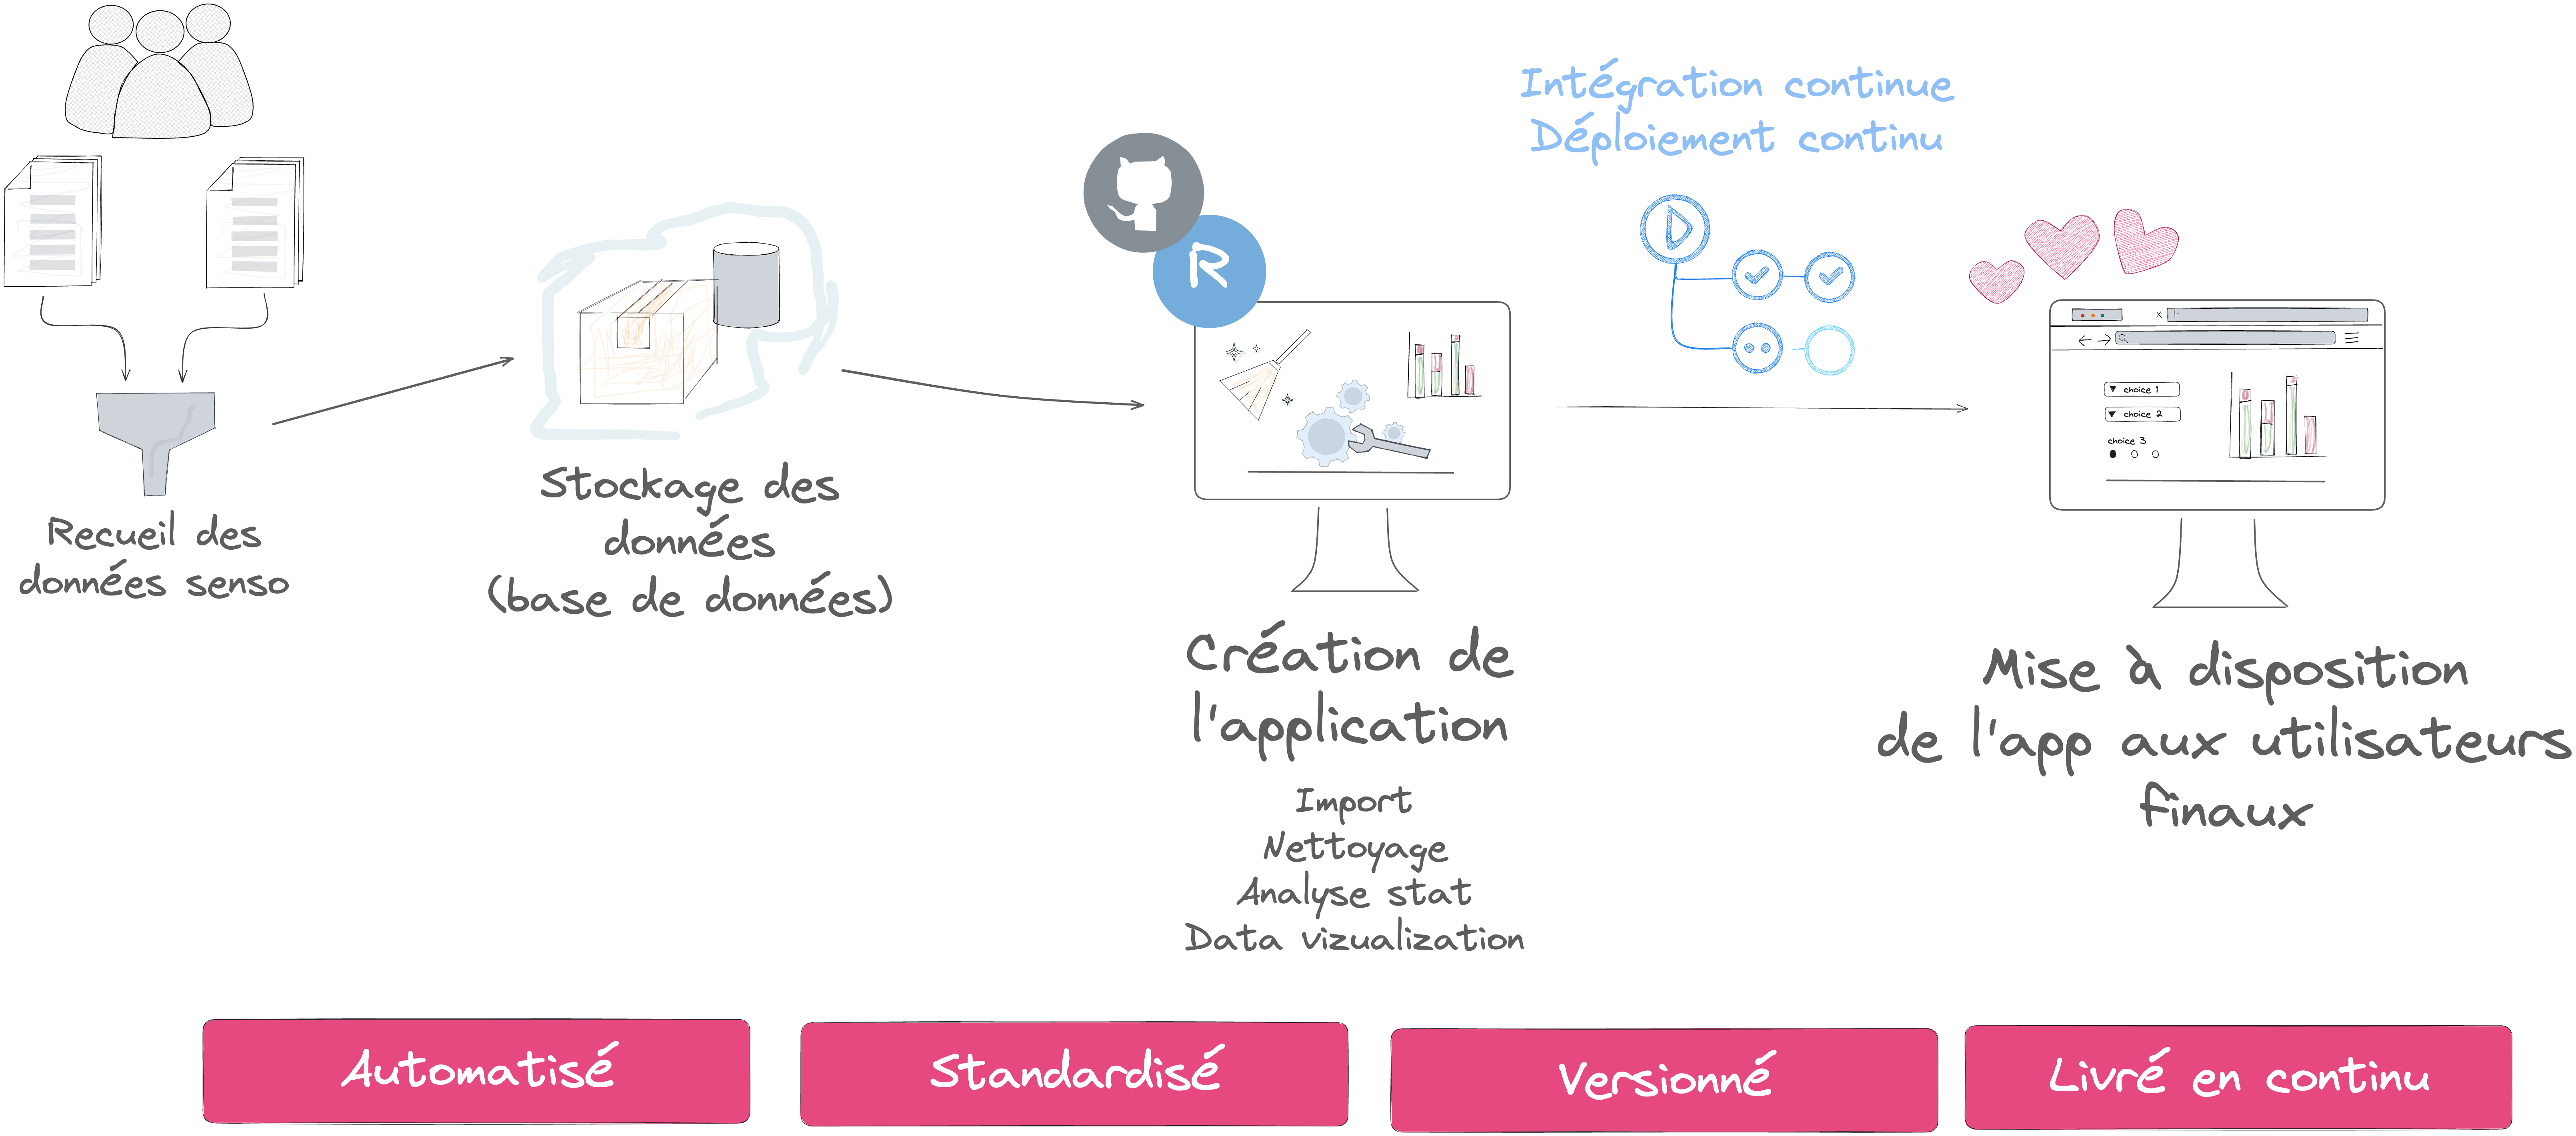 Intégration continue
Déploiement continu
R
x +
choice 1
choice 2
choice 3
Recueil des
données senso
Stockage des
données
(base de données)
Création de
l'application
Import
Nettoyage
Analyse stat
Data vizualization
Mise à disposition
de l'app aux utilisateurs
finaux
Automatisé
Standardisé
Versionné
Livré en continu